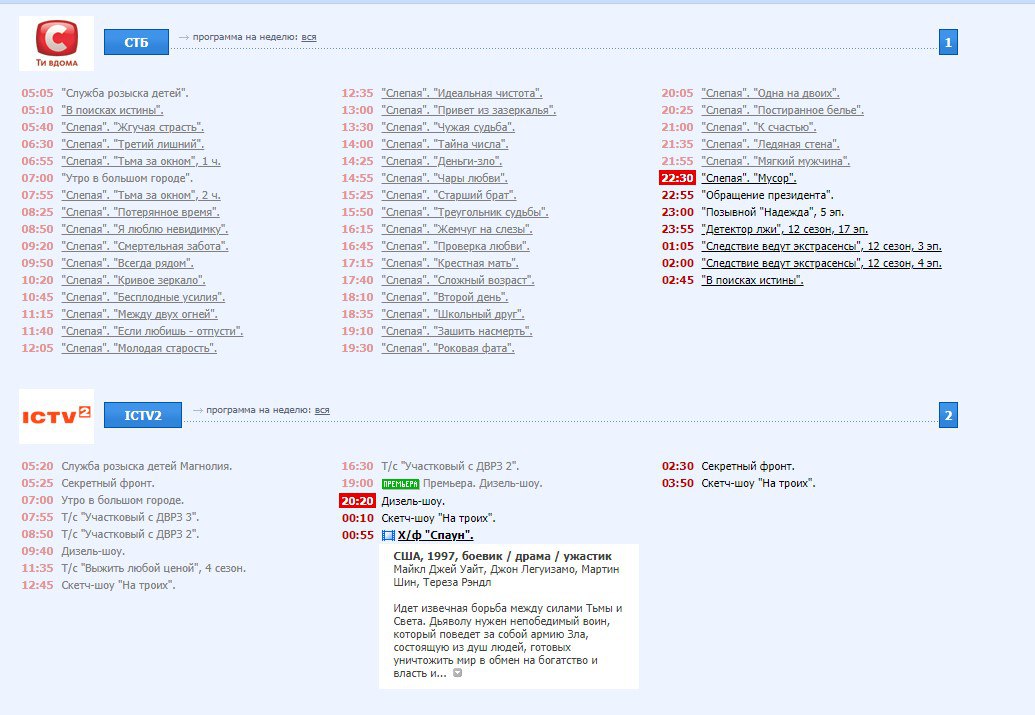 С
Ти вдома
СТБ
→ программа на неделю: вся
1
05:05 "Служба розыска детей".
05:10 "В поисках истины".
05:40 "Слепая". "Жгучая страсть".
06:30 "Слепая". "Третий лишний".
06:55 "Слепая". "Тьма за окном", 1 ч.
07:00 "Утро в большом городе".
07:55 "Слепая". "Тьма за окном", 2 ч.
08:25 "Слепая". "Потерянное время".
08:50 "Слепая". "Я люблю невидимку".
09:20 "Слепая". "Смертельная забота".
09:50 "Слепая". "Всегда рядом".
10:20 "Слепая". "Кривое зеркало".
10:45 "Слепая". "Бесплодные усилия".
11:15 "Слепая". "Между двух огней".
11:40 "Слепая". "Если любишь - отпусти".
12:05 "Слепая". "Молодая старость".
12:35 "Слепая". "Идеальная чистота".
13:00 "Слепая". "Привет из зазеркалья".
13:30 "Слепая". "Чужая судьба".
14:00 "Слепая". "Тайна числа".
14:25 "Слепая". "Деньги-зло".
14:55 "Слепая". "Чары любви".
15:25 "Слепая". "Старший брат".
15:50 "Слепая". "Треугольник судьбы".
16:15 "Слепая". "Жемчуг на слезы".
16:45 "Слепая". "Проверка любви".
17:15 "Слепая". "Крестная мать".
17:40 "Слепая". "Сложный возраст".
18:10 "Слепая". "Второй день".
18:35 "Слепая". "Школьный друг".
19:10 "Слепая". "Зашить насмерть".
19:30 "Слепая". "Роковая фата".
20:05 "Слепая". "Одна на двоих".
20:25 "Слепая". "Постиранное белье".
21:00 "Слепая". "К счастью".
21:35 "Слепая". "Ледяная стена".
21:55 "Слепая". "Мягкий мужчина".
22:30 "Слепая". "Мусор".
22:55 "Обращение президента".
23:00 "Позывной "Надежда", 5 эп.
23:55 "Детектор лжи", 12 сезон, 17 эп.
01:05 "Следствие ведут экстрасенсы", 12 сезон, 3 эп.
02:00 "Следствие ведут экстрасенсы", 12 сезон, 4 эп.
02:45 "В поисках истины".
ICTV2
ICTV2
→ программа на неделю: вся
2
05:20 Служба розыска детей Магнолия.
05:25 Секретный фронт.
07:00 Утро в большом городе.
07:55 Т/с "Участковый с ДВРЗ 3".
08:50 Т/с "Участковый с ДВРЗ 2".
09:40 Дизель-шоу.
11:35 Т/с "Выжить любой ценой", 4 сезон.
12:45 Скетч-шоу "На троих".
16:30 Т/с "Участковый с ДВРЗ 2".
19:00 ПРЕМЬЕРА Премьера. Дизель-шоу.
20:20 Дизель-шоу.
00:10 Скетч-шоу "На троих".
00:55 Х/ф "Спаун".
США, 1997, боевик / драма / ужастик
Майкл Джей Уайт, Джон Легуизамо, Мартин
Шин, Тереза Рэндл
Идет извечная борьба между силами Тьмы и
Света. Дьяволу нужен непобедимый воин,
который поведет за собой армию Зла,
состоящую из душ людей, готовых
уничтожить мир в обмен на богатство и
власть и...
02:30 Секретный фронт.
03:50 Скетч-шоу "На троих".